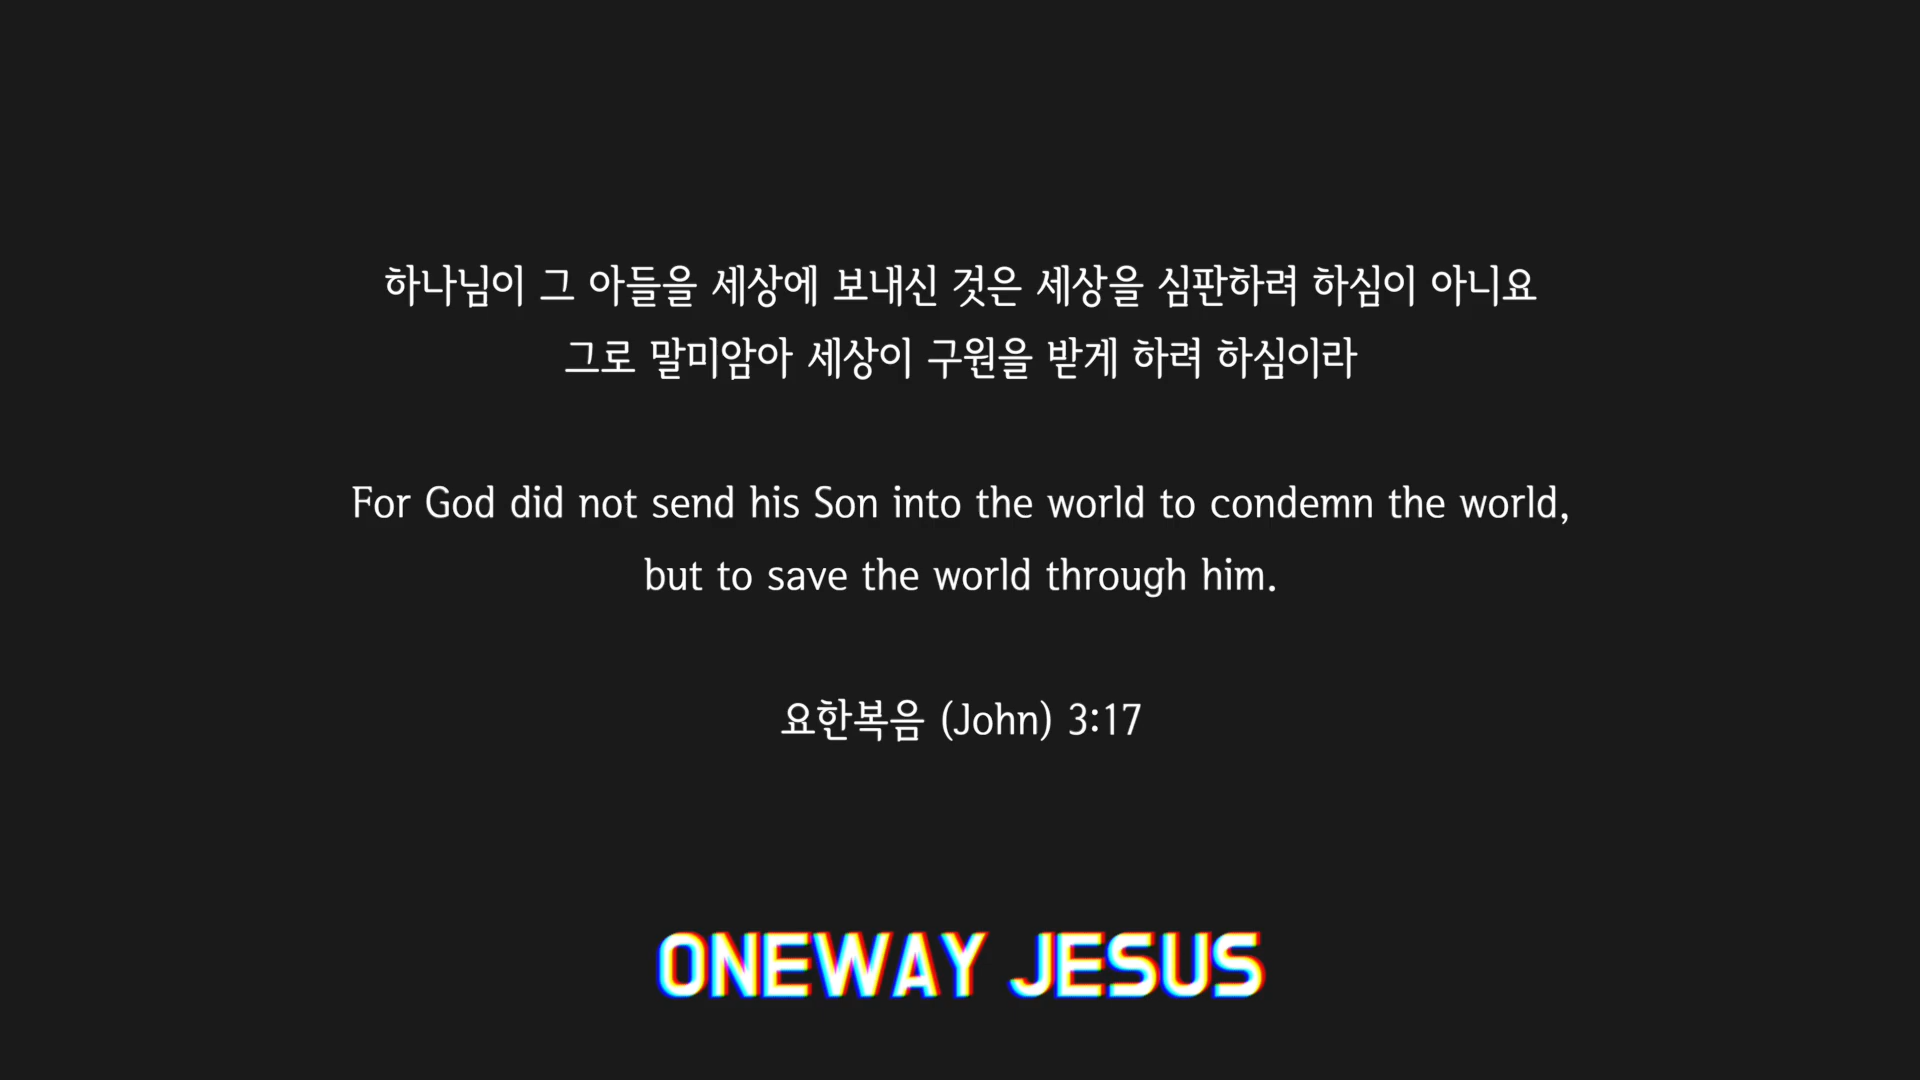 하나님이 그 아들을 세상에 보내신 것은 세상을 심판하려 하심이 아니요
그로 말미암아 세상이 구원을 받게 하려 하심이라
For God did not send his Son into the world to condemn the world,
but to save the world through him.
요한복음 (John) 3:17
ONEWAY JESUS